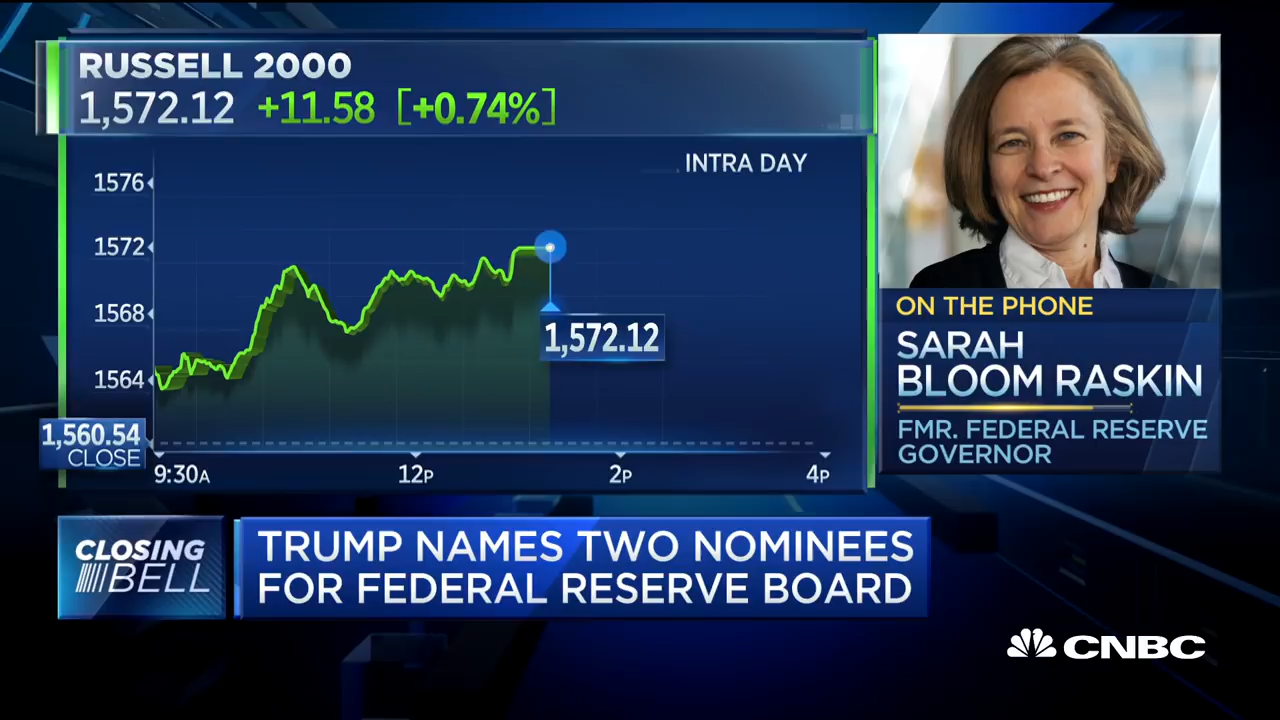 RUSSELL 2000
1,572.12 +11.58 [+0.74%]
INTRA DAY
1576
1572
1568
1564
1,572.12
1,560.54
CLOSE
9:30A 12P 2P 4P
ON THE PHONE
SARAH
BLOOM RASKIN
FMR. FEDERAL RESERVE
GOVERNOR
CLOSING
BELL
TRUMP NAMES TWO NOMINEES
FOR FEDERAL RESERVE BOARD
CNBC